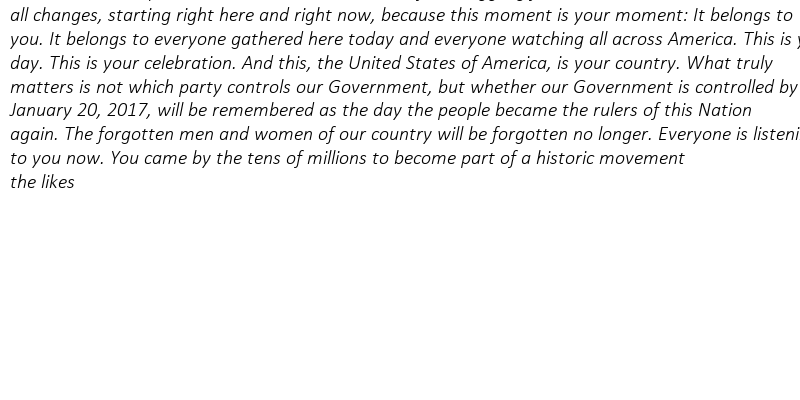 all changes, starting right here and right now, because this moment is your moment: It belongs to
you. It belongs to everyone gathered here today and everyone watching all across America. This is
day. This is your celebration. And this, the United States of America, is your country. What truly
matters is not which party controls our Government, but whether our Government is controlled by
January 20, 2017, will be remembered as the day the people became the rulers of this Nation
again. The forgotten men and women of our country will be forgotten no longer. Everyone is
to you now. You came by the tens of millions to become part of a historic movement
the likes